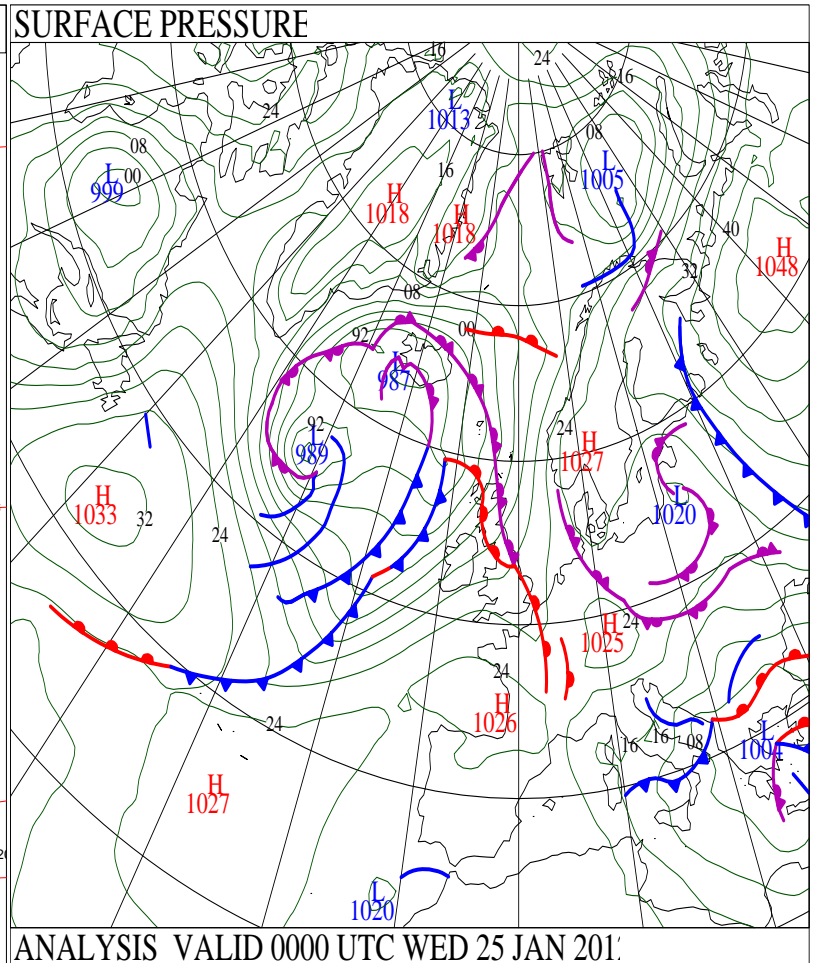 SURFACE PRESSURE
16
24
16
L
1013
24
08
08
L
00
999
16
L
1005
H
1018
H
1018
40
H
1048
32
08
00
92
L
987
92
L
989
24
H
1027
H
1033
32
24
L
1020
H
1025
24
24
H
1026
24
16
16
08
L
1004
H
1027
L
1020
ANALYSIS VALID 0000 UTC WED 25 JAN